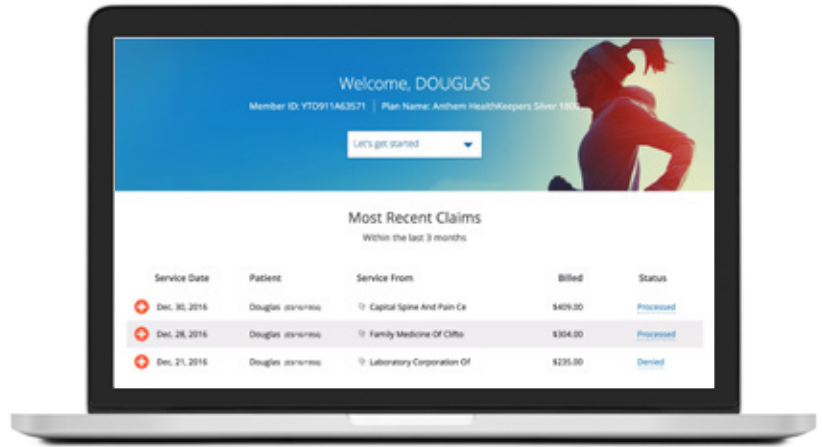 Welcome, DOUGLAS
Member ID: YTD911A63571 | Plan Name: Anthem HealthKeepers Silver
Let's get started
Most Recent Claims
Within the last 3 months
Service Date Patient Service From Billed Status
Dec. 30, 2016 Douglas Capital Spine And Pain Ce $409.00 Processed
Dec. 28, 2016 Douglas Family Medicine Of Clifto $304.00 Processed
Dec. 21, 2016 Douglas Laboratory Corporation Of $235.00 Denied